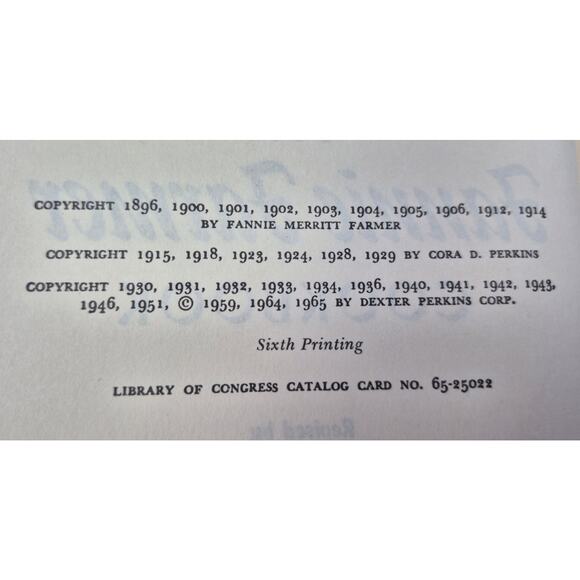 COPYRIGHT 1896, 1900, 1901, 1902, 1903, 1904, 1905, 1906, 1912, 1914
BY FANNIE MERRITT FARMER
COPYRIGHT 1915, 1918, 1923, 1924, 1928, 1929 BY CORA D. PERKINS
COPYRIGHT 1930, 1931, 1932, 1933, 1934, 1936, 1940, 1941, 1942, 1943,
1946, 1951, © 1959, 1964, 1965 BY DEXTER PERKINS CORP.
Sixth Printing
LIBRARY OF CONGRESS CATALOG CARD NO. 65-25022